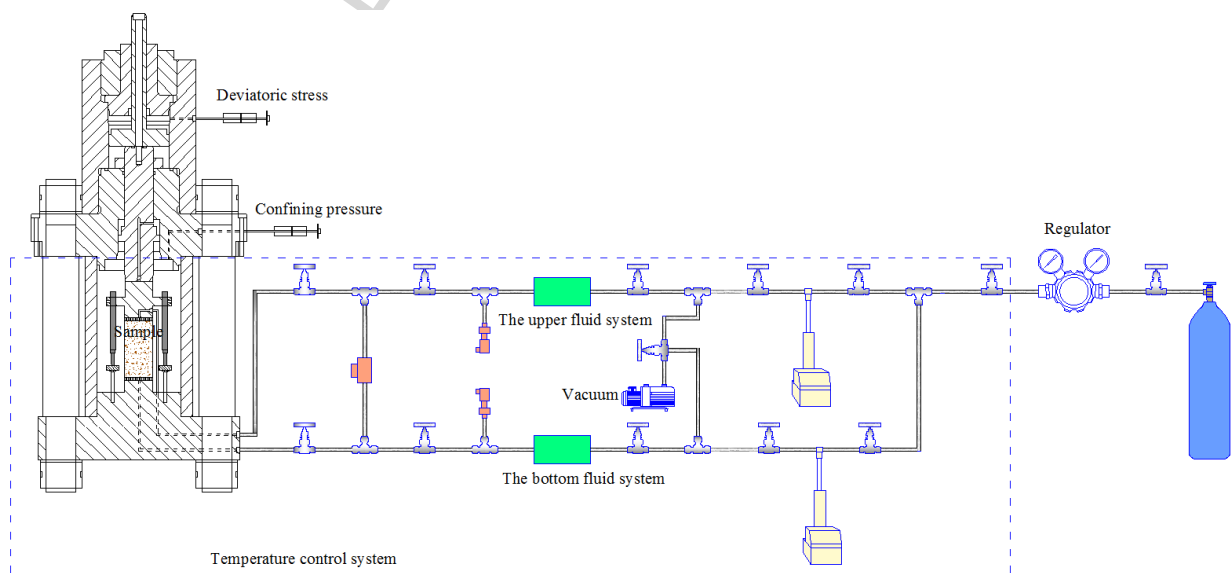 Deviatoric stress
Confining pressure
Regulator
Sample
The upper fluid system
Vacuum
The bottom fluid system
Temperature control system